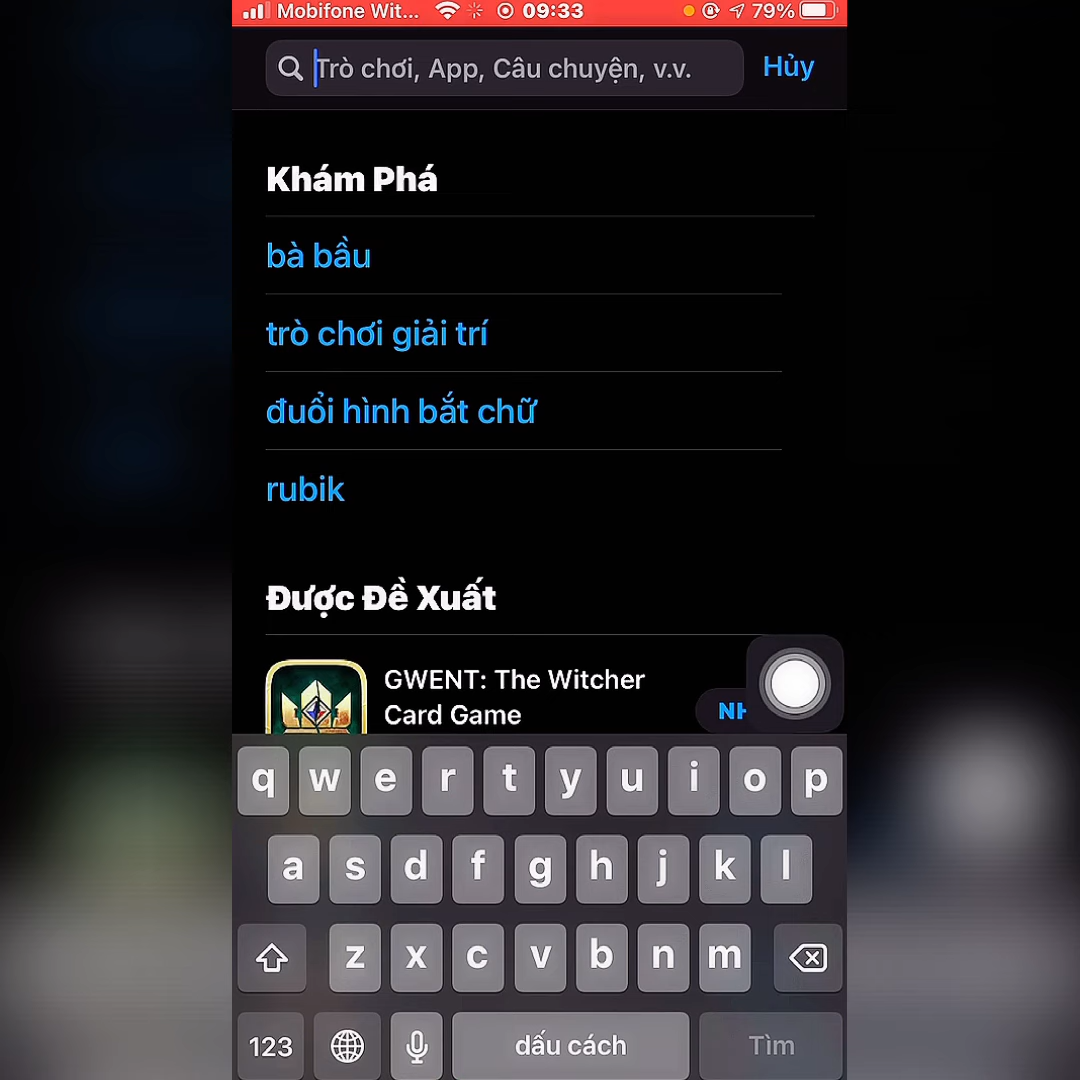 Mobifone Wit... 09:33 79%
Trò chơi, App, Câu chuyện, v.v. Hủy
Khám Phá
bà bầu
trò chơi giải trí
đuổi hình bắt chữ
rubik
Được Đề Xuất
GWENT: The Witcher
Card Game
q w e r t y u i o p
a s d f g h j k l
z x c v b n m
123 dấu cách Tìm